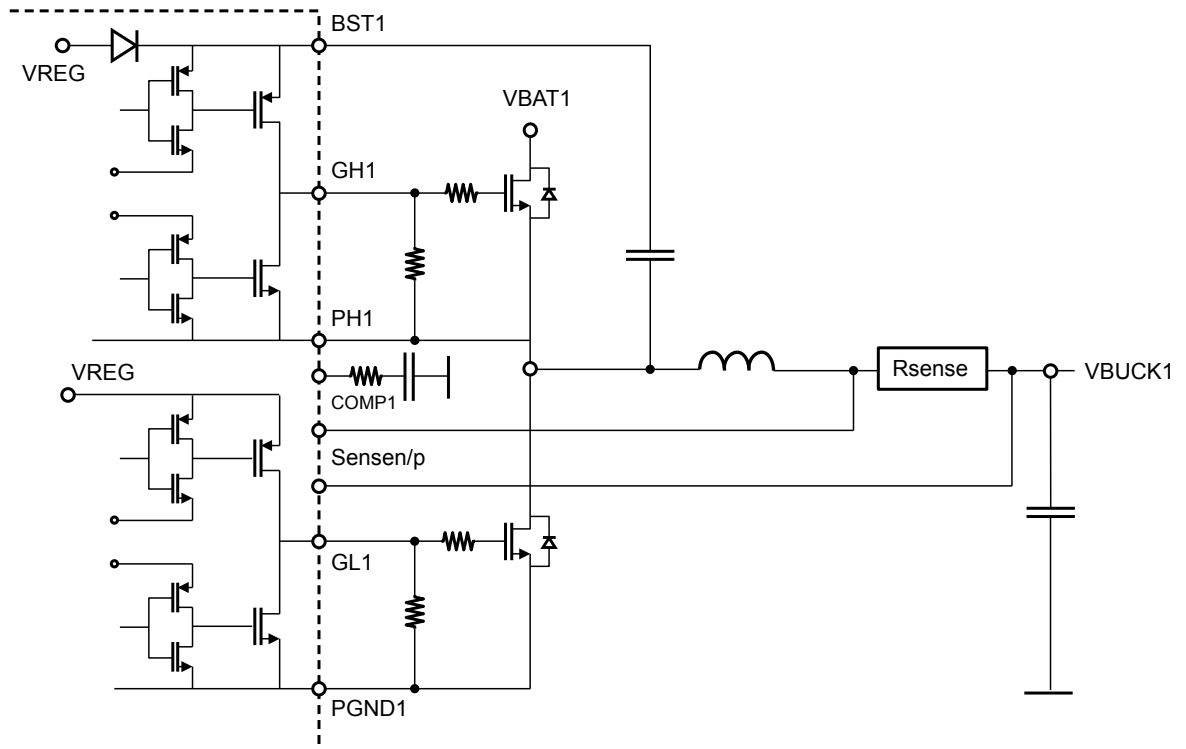 BST1
VREG
VBAT1
GH1
PH1
VREG
COMP1
Rsense
VBUCK1
Sensen/p
GL1
PGND1